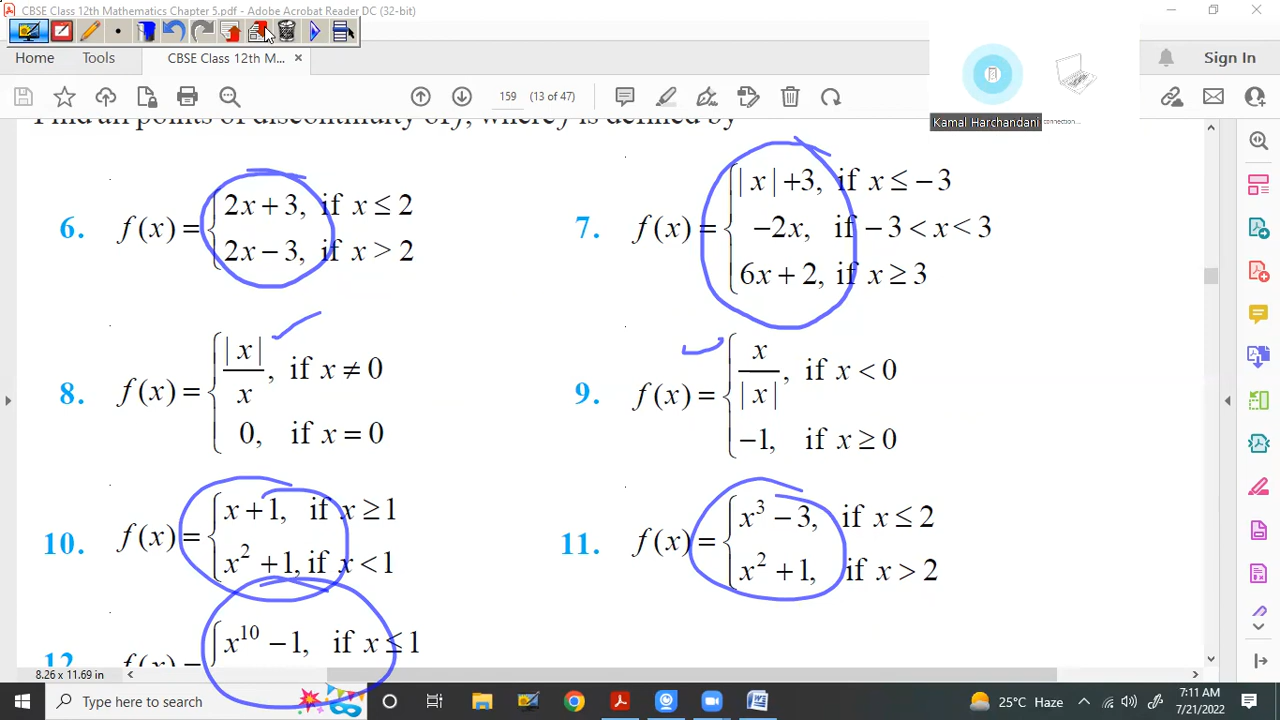 CBSE Class 12th Mathematics Chapter 5.pdf - Adobe Acrobat Reader DC (32-bit)
Home Tools CBSE Class 12th M... × Sign In
159 (13 of 47)
Kamal Harchandani connection...
Find all points of discontinuity of f, where f is defined by
6. f(x) = { 2x + 3, if x ≤ 2
2x − 3, if x > 2
7. f(x) = { | x | +3, if x ≤ −3
−2x, if −3 < x < 3
6x + 2, if x ≥ 3
8. f(x) = { | x | / x, if x ≠ 0
0, if x = 0
9. f(x) = { x / | x |, if x < 0
−1, if x ≥ 0
10. f(x) = { x + 1, if x ≥ 1
x² + 1, if x < 1
11. f(x) = { x³ − 3, if x ≤ 2
x² + 1, if x > 2
12. f(x) = { x¹⁰ − 1, if x ≤ 1
8.26 x 11.69 in
Type here to search
25°C Haze
7:11 AM
7/21/2022